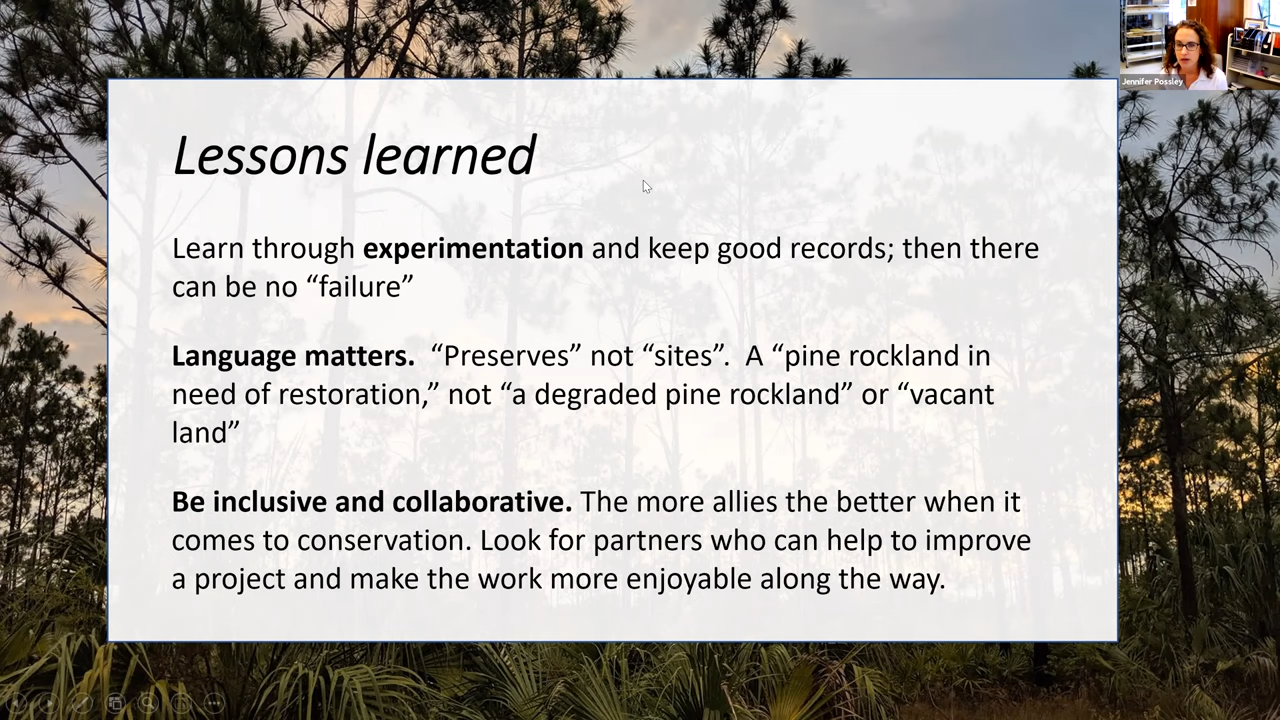 Jennifer Possley
Lessons learned
Learn through experimentation and keep good records; then there
can be no “failure”
Language matters.  “Preserves” not “sites”.  A “pine rockland in
need of restoration,” not “a degraded pine rockland” or “vacant
land”
Be inclusive and collaborative. The more allies the better when it
comes to conservation. Look for partners who can help to improve
a project and make the work more enjoyable along the way.